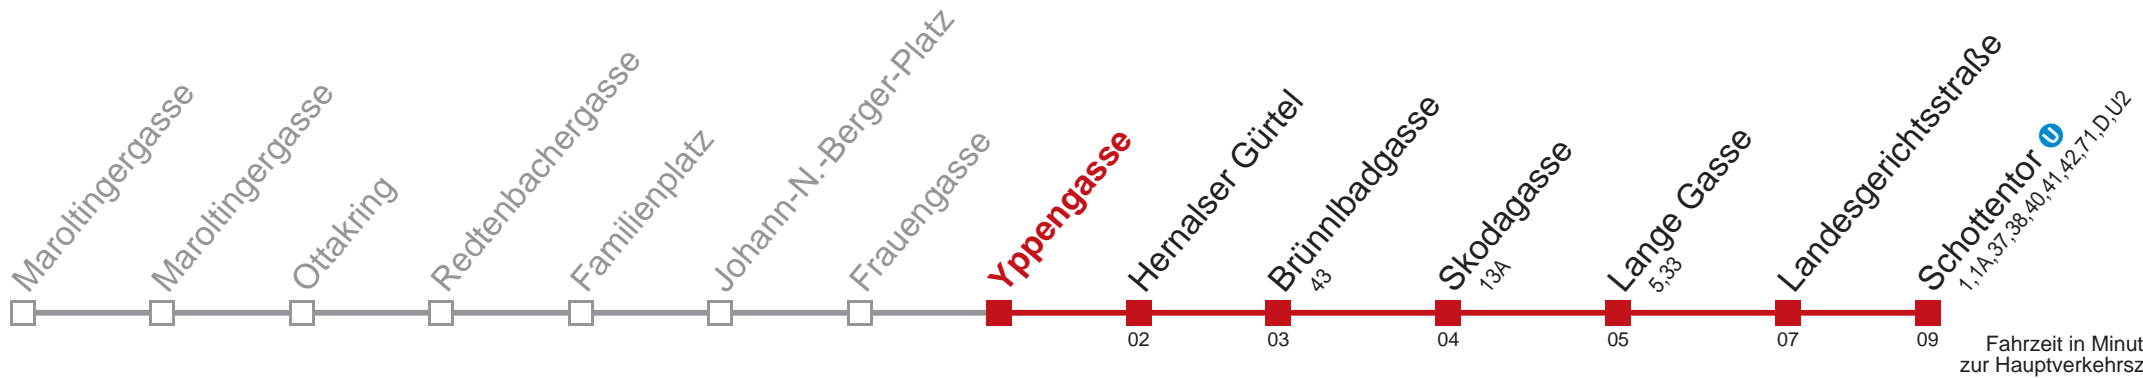 Maroltingergasse
Maroltingergasse
Ottakring
Redtenbachergasse
Familienplatz
Johann-N.-Berger-Platz
Frauengasse
Yppengasse
Hernalser Gürtel
02
Brünnlbadgasse
43
03
Skodagasse
13A
04
Lange Gasse
5,33
05
Landesgerichtsstraße
07
Schottentor U
1,1A,37,38,40,41,42,71,D,U2
09
Fahrzeit in Minut
zur Hauptverkehrsz